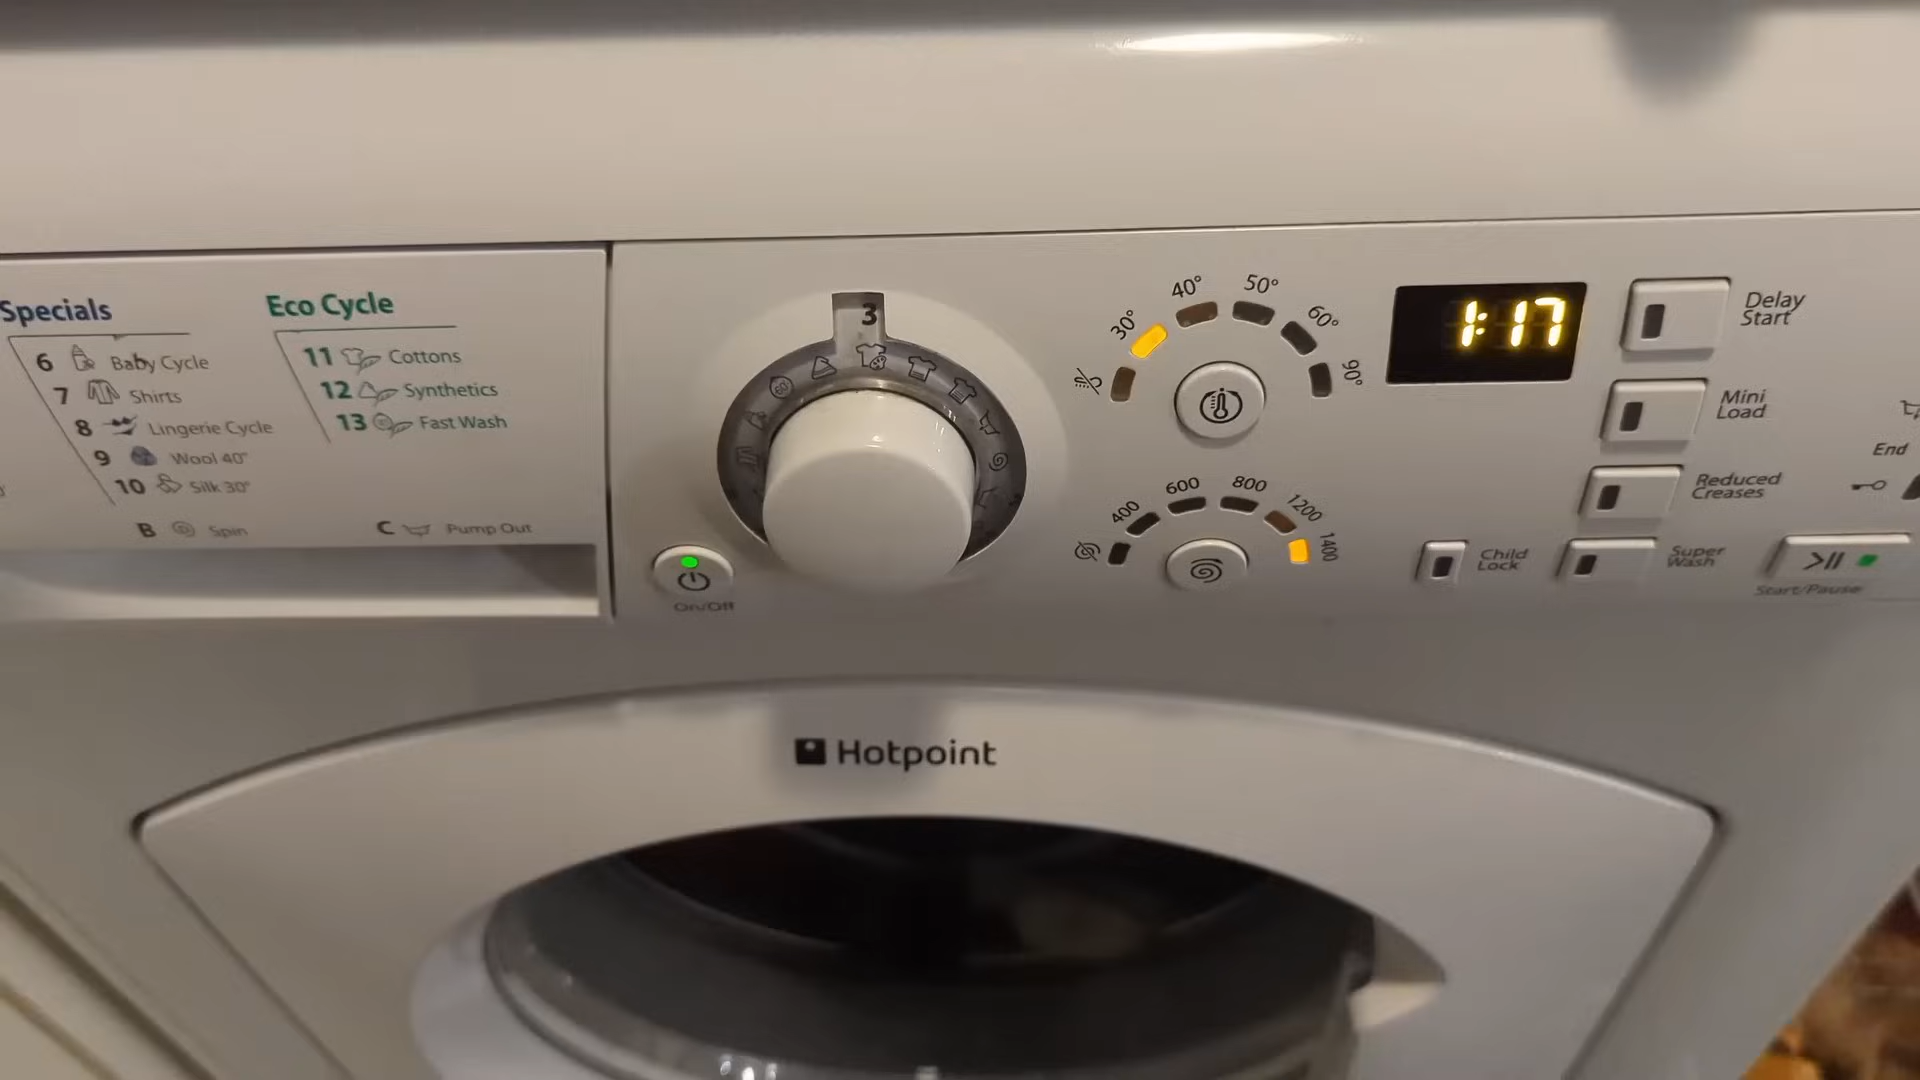 Specials
6 Baby Cycle
7 Shirts
8 Lingerie Cycle
9 Wool 40°
10 Silk 30°
Eco Cycle
11 Cottons
12 Synthetics
13 Fast Wash
B Spin
C Pump Out
On/Off
3
60°
30°
40°
50°
60°
90°
400
600
800
1200
1400
1:17
Delay
Start
Mini
Load
Reduced
Creases
Super
Wash
Child
Lock
End
Start/Pause
Hotpoint